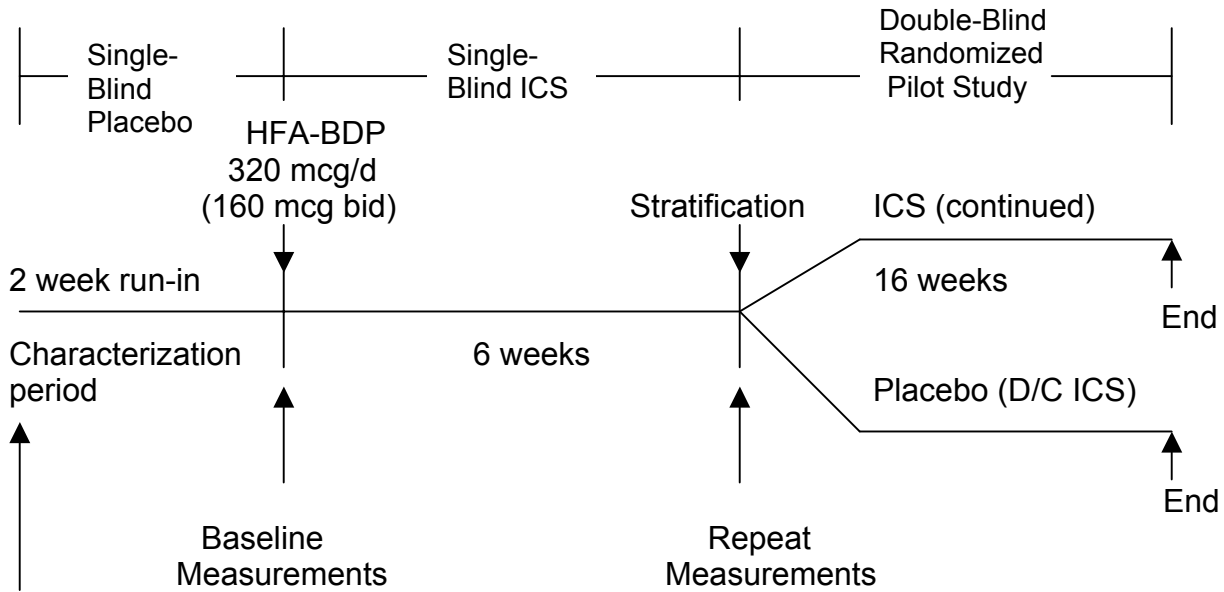 Single-
Blind
Placebo
Single-
Blind ICS
Double-Blind
Randomized
Pilot Study
HFA-BDP
320 mcg/d
(160 mcg bid)
Stratification
ICS (continued)
2 week run-in
16 weeks
End
Characterization
period
6 weeks
Placebo (D/C ICS)
End
Baseline
Measurements
Repeat
Measurements